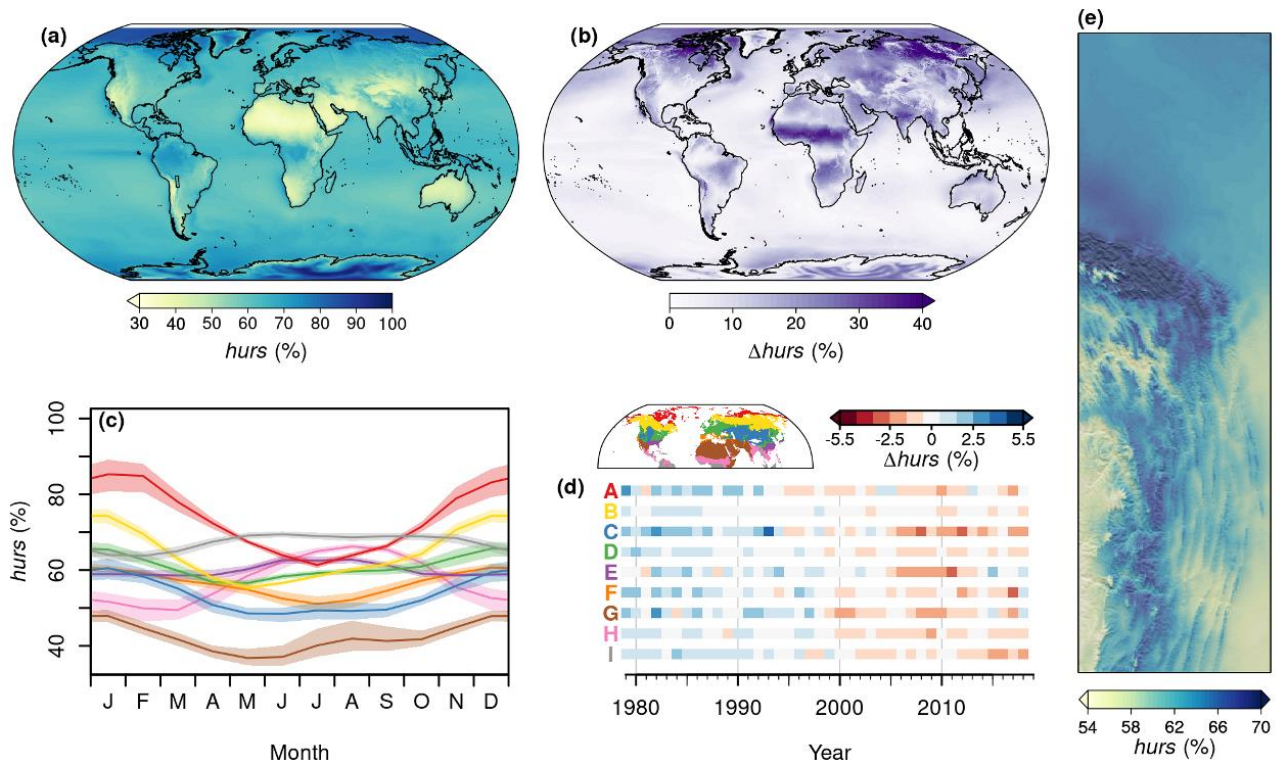 (a)
30 40 50 60 70 80 90 100
hurs (%)
(b)
0 10 20 30 40
Δhurs (%)
(e)
54 58 62 66 70
hurs (%)
(c)
100
80
60
40
hurs (%)
J F M A M J J A S O N D
Month
-5.5 -2.5 0 2.5 5.5
Δhurs (%)
(d)
A
B
C
D
E
F
G
H
I
1980 1990 2000 2010
Year